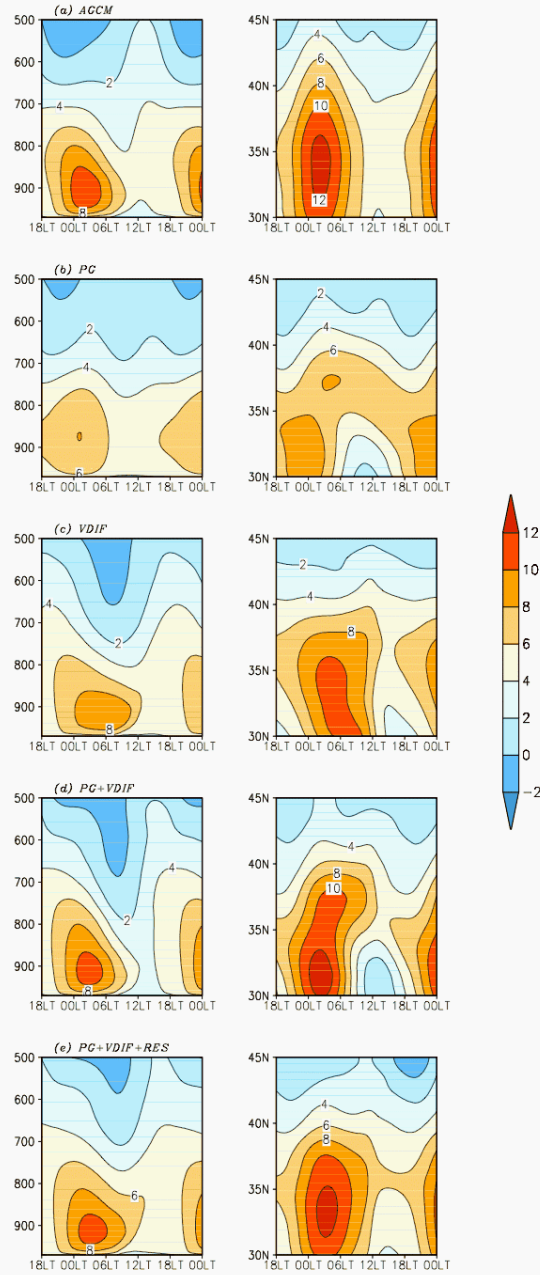 (a) AGCM
500
600
700
800
900
2
4
8
18LT 00LT 06LT 12LT 18LT 00LT
45N
40N
35N
30N
4
6
8
10
12
18LT 00LT 06LT 12LT 18LT 00LT
(b) PG
500
600
700
800
900
2
4
6
18LT 00LT 06LT 12LT 18LT 00LT
45N
40N
35N
30N
2
4
6
18LT 00LT 06LT 12LT 18LT 00LT
(c) VDIF
500
600
700
800
900
4
2
8
18LT 00LT 06LT 12LT 18LT 00LT
45N
40N
35N
30N
2
4
8
18LT 00LT 06LT 12LT 18LT 00LT
12
10
8
6
4
2
0
-2
(d) PG+VDIF
500
600
700
800
900
4
2
8
18LT 00LT 06LT 12LT 18LT 00LT
45N
40N
35N
30N
4
8
10
18LT 00LT 06LT 12LT 18LT 00LT
(e) PG+VDIF+RES
500
600
700
800
900
6
8
18LT 00LT 06LT 12LT 18LT 00LT
45N
40N
35N
30N
4
6
8
18LT 00LT 06LT 12LT 18LT 00LT